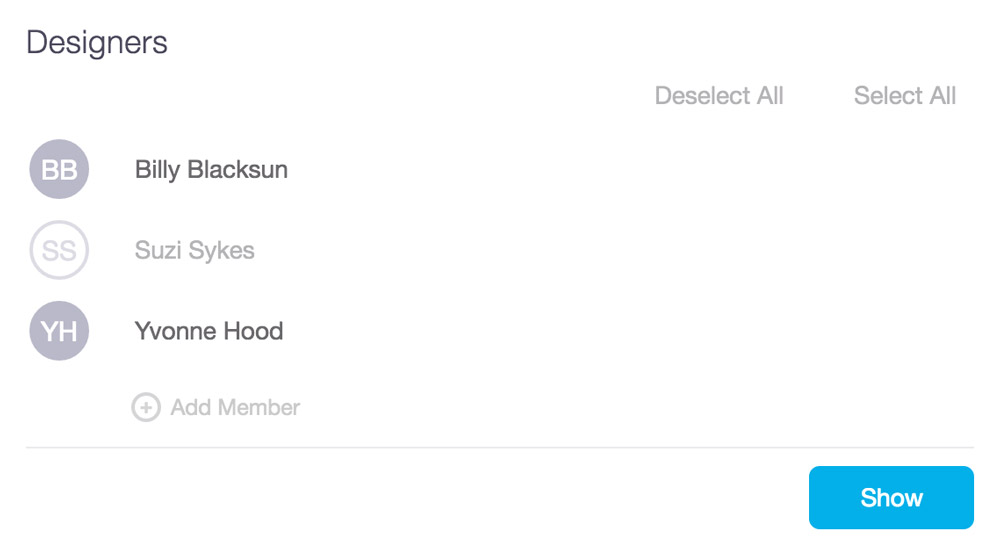 Designers
Deselect All Select All
BB Billy Blacksun
SS Suzi Sykes
YH Yvonne Hood
Add Member
Show